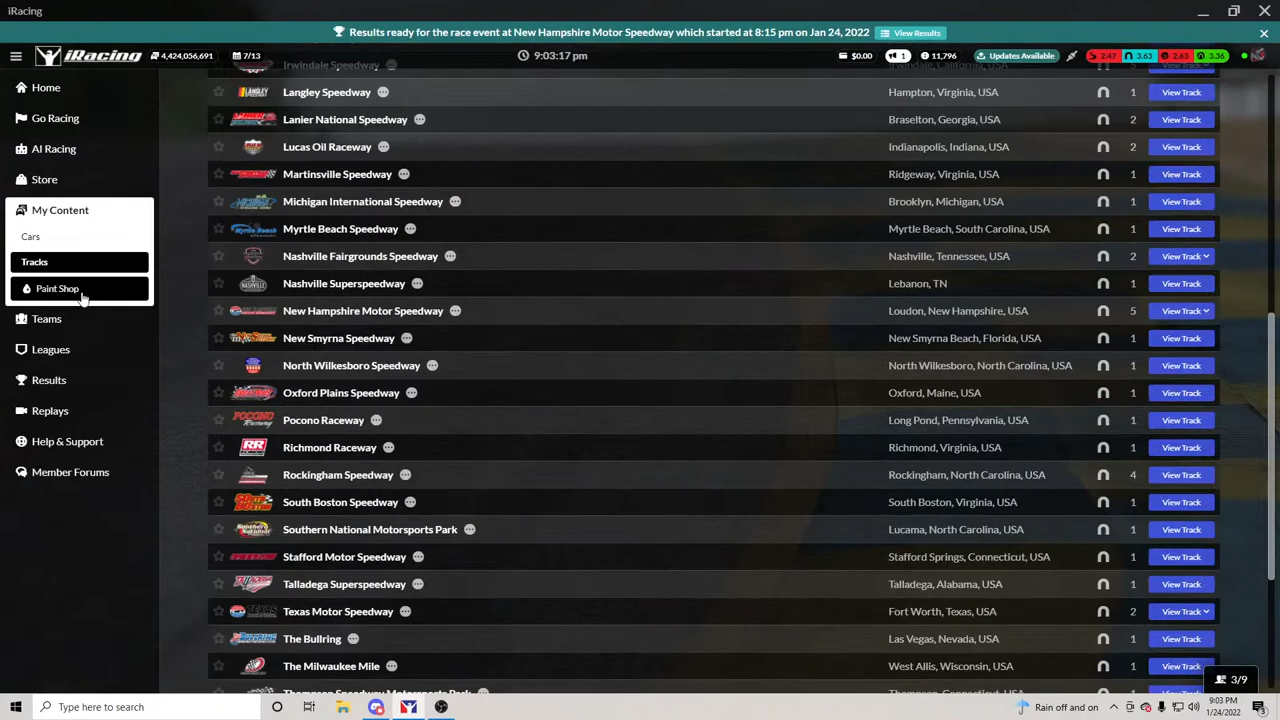 iRacing
Results ready for the race event at New Hampshire Motor Speedway which started at 8:15 pm on Jan 24, 2022 View Results
iRacing 4,424,056,691 7/13 9:03:17 pm $0.00 1 11,796 Updates Available 2.47 3.63 2.63 3.36
Home
Go Racing
AI Racing
Store
My Content
Cars
Tracks
Paint Shop
Teams
Leagues
Results
Replays
Help & Support
Member Forums
Langley Speedway Hampton, Virginia, USA 1 View Track
Lanier National Speedway Braselton, Georgia, USA 2 View Track
Lucas Oil Raceway Indianapolis, Indiana, USA 2 View Track
Martinsville Speedway Ridgeway, Virginia, USA 1 View Track
Michigan International Speedway Brooklyn, Michigan, USA 1 View Track
Myrtle Beach Speedway Myrtle Beach, South Carolina, USA 1 View Track
Nashville Fairgrounds Speedway Nashville, Tennessee, USA 2 View Track
Nashville Superspeedway Lebanon, TN 1 View Track
New Hampshire Motor Speedway Loudon, New Hampshire, USA 5 View Track
New Smyrna Speedway New Smyrna Beach, Florida, USA 1 View Track
North Wilkesboro Speedway North Wilkesboro, North Carolina, USA 1 View Track
Oxford Plains Speedway Oxford, Maine, USA 1 View Track
POCONO Pocono Raceway Long Pond, Pennsylvania, USA 1 View Track
RR Richmond Raceway Richmond, Virginia, USA 1 View Track
Rockingham Speedway Rockingham, North Carolina, USA 4 View Track
South Boston Speedway South Boston, Virginia, USA 1 View Track
Southern National Motorsports Park Lucama, North Carolina, USA 1 View Track
Stafford Motor Speedway Stafford Springs, Connecticut, USA 1 View Track
Talladega Superspeedway Talladega, Alabama, USA 1 View Track
Texas Motor Speedway Fort Worth, Texas, USA 2 View Track
The Bullring Las Vegas, Nevada, USA 1 View Track
The Milwaukee Mile West Allis, Wisconsin, USA 1 View Track
3/9
Type here to search
Rain off and on
9:03 PM
1/24/2022
3